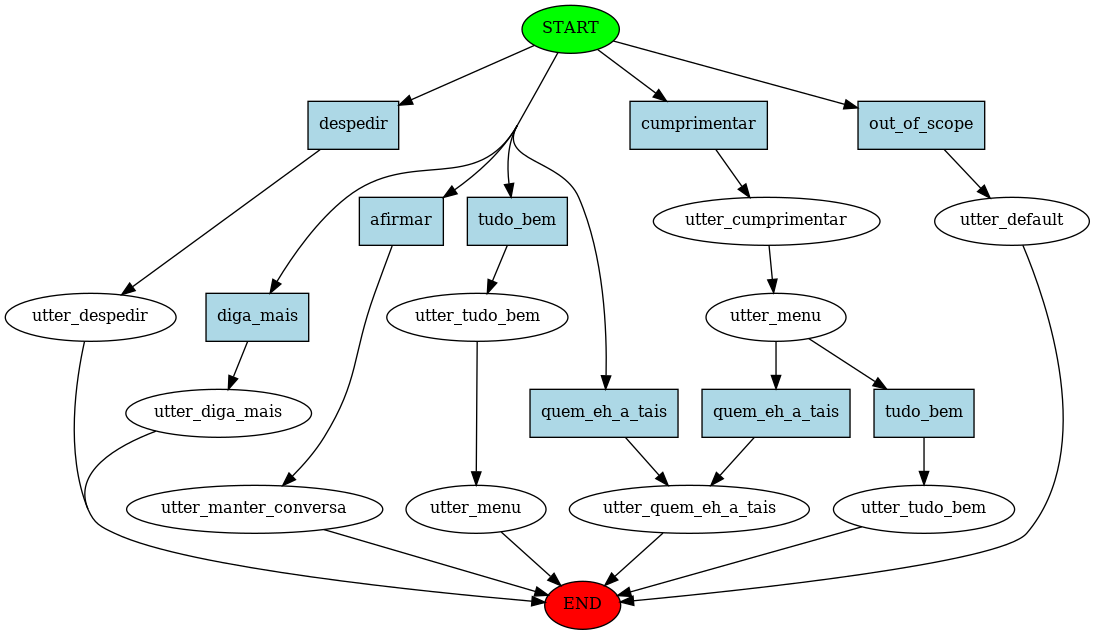 START
despedir
cumprimentar
out_of_scope
afirmar
tudo_bem
utter_cumprimentar
utter_default
utter_despedir
diga_mais
utter_tudo_bem
utter_menu
utter_diga_mais
quem_eh_a_tais
quem_eh_a_tais
tudo_bem
utter_manter_conversa
utter_menu
utter_quem_eh_a_tais
utter_tudo_bem
END